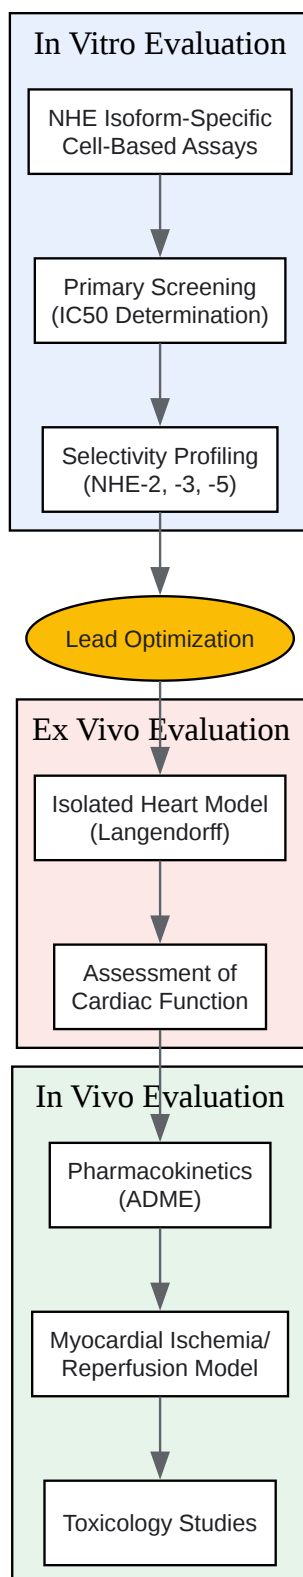 In Vitro Evaluation
NHE Isoform-Specific
Cell-Based Assays
Primary Screening
(IC50 Determination)
Selectivity Profiling
(NHE-2, -3, -5)
Lead Optimization
Ex Vivo Evaluation
Isolated Heart Model
(Langendorff)
Assessment of
Cardiac Function
In Vivo Evaluation
Pharmacokinetics
(ADME)
Myocardial Ischemia/
Reperfusion Model
Toxicology Studies